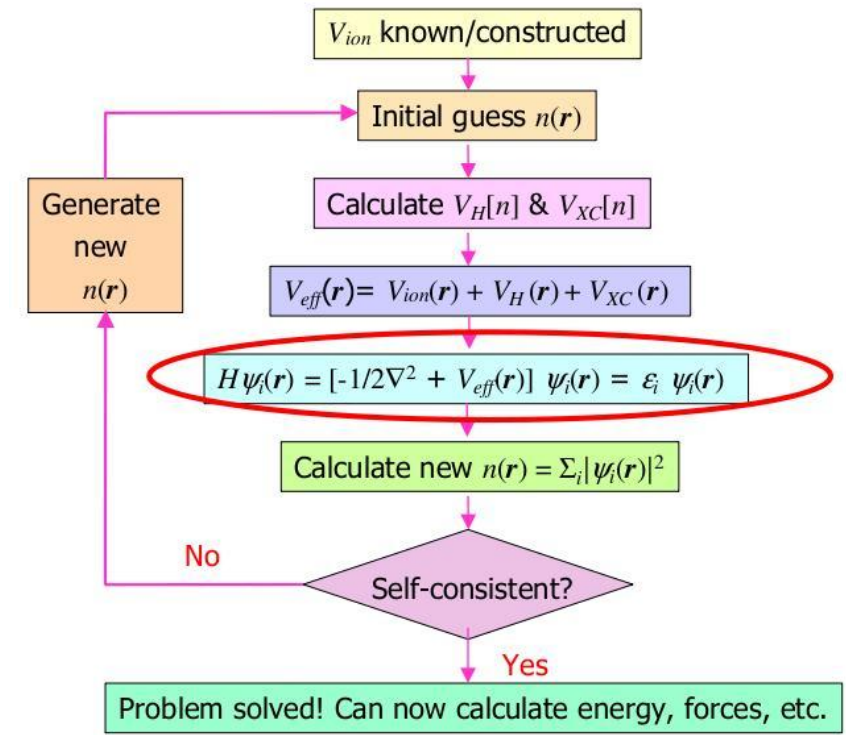 V_ion known/constructed
Initial guess n(r)
Calculate V_H[n] & V_XC[n]
V_eff(r)= V_ion(r) + V_H(r) + V_XC(r)
Hψ_i(r) = [-1/2∇² + V_eff(r)] ψ_i(r) = ε_i ψ_i(r)
Calculate new n(r) = Σ_i|ψ_i(r)|²
Self-consistent?
No
Generate
new
n(r)
Yes
Problem solved! Can now calculate energy, forces, etc.